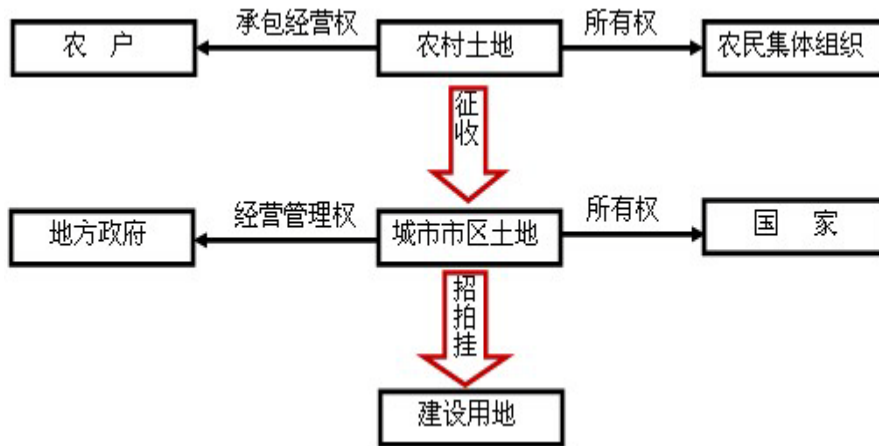 农 户
承包经营权
农村土地
所有权
农民集体组织
征收
地方政府
经营管理权
城市市区土地
所有权
国 家
招拍挂
建设用地